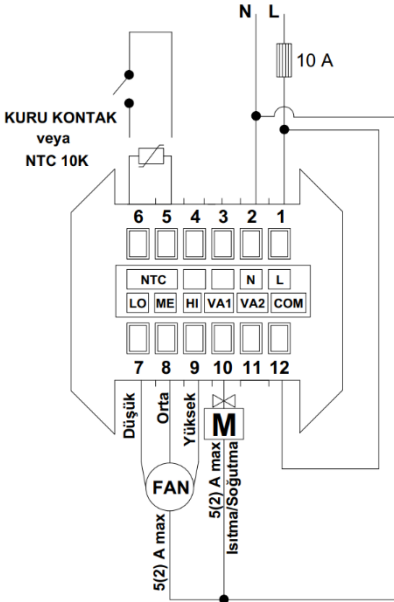 N L
10 A
KURU KONTAK
veya
NTC 10K
6 5 4 3 2 1
NTC N L
LO ME HI VA1 VA2 COM
7 8 9 10 11 12
Düşük
Orta
Yüksek
M
FAN
5(2) A max
5(2) A max
Isıtma/Soğutma